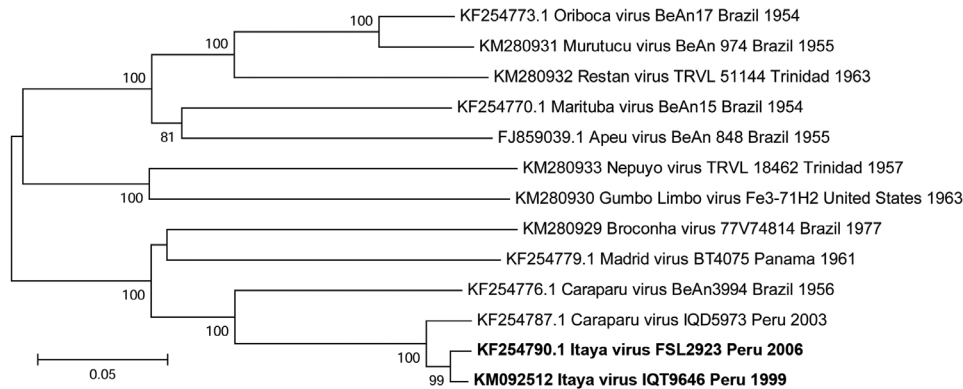 KF254773.1 Oriboca virus BeAn17 Brazil 1954
100
KM280931 Murutucu virus BeAn 974 Brazil 1955
100
KM280932 Restan virus TRVL 51144 Trinidad 1963
100
KF254770.1 Marituba virus BeAn15 Brazil 1954
81
FJ859039.1 Apeu virus BeAn 848 Brazil 1955
KM280933 Nepuyo virus TRVL 18462 Trinidad 1957
100
KM280930 Gumbo Limbo virus Fe3-71H2 United States 1963
KM280929 Broconha virus 77V74814 Brazil 1977
KF254779.1 Madrid virus BT4075 Panama 1961
100
KF254776.1 Caraparu virus BeAn3994 Brazil 1956
100
KF254787.1 Caraparu virus IQD5973 Peru 2003
100
KF254790.1 Itaya virus FSL2923 Peru 2006
99
KM092512 Itaya virus IQT9646 Peru 1999
0.05